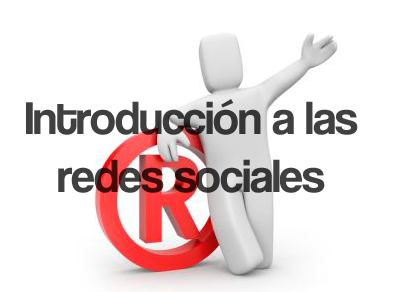 Introducción a las
redes sociales
®